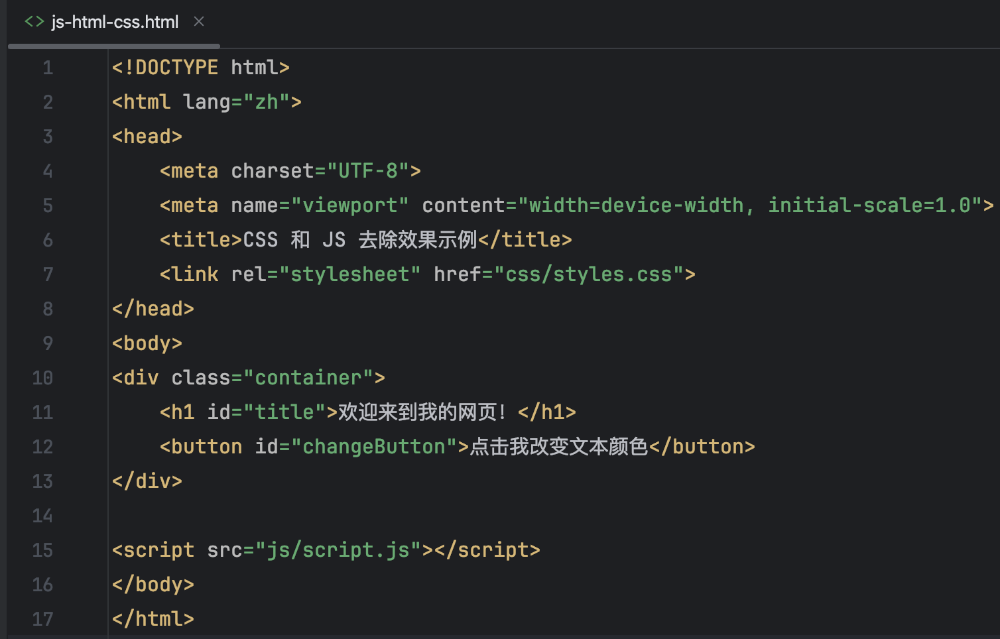 js-html-css.html
1 <!DOCTYPE html>
2 <html lang="zh">
3 <head>
4     <meta charset="UTF-8">
5     <meta name="viewport" content="width=device-width, initial-scale=1.0">
6     <title>CSS 和 JS 去除效果示例</title>
7     <link rel="stylesheet" href="css/styles.css">
8 </head>
9 <body>
10 <div class="container">
11     <h1 id="title">欢迎来到我的网页！</h1>
12     <button id="changeButton">点击我改变文本颜色</button>
13 </div>
14
15 <script src="js/script.js"></script>
16 </body>
17 </html>